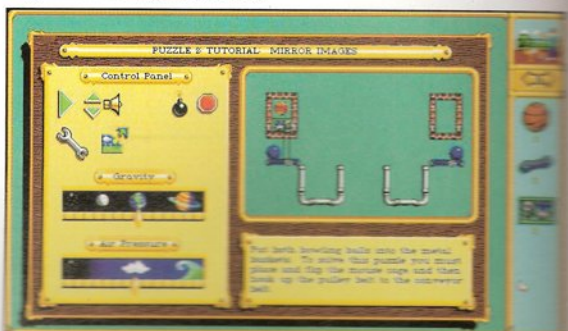 PUZZLE 5 TUTORIAL: MIRROR IMAGES
Control Panel
Gravity
Air Pressure
Put both bowling balls into the metal
buckets. To solve this puzzle you must
place and flip the mouse cage and then
hook up the pulley belt to the conveyor
belt.